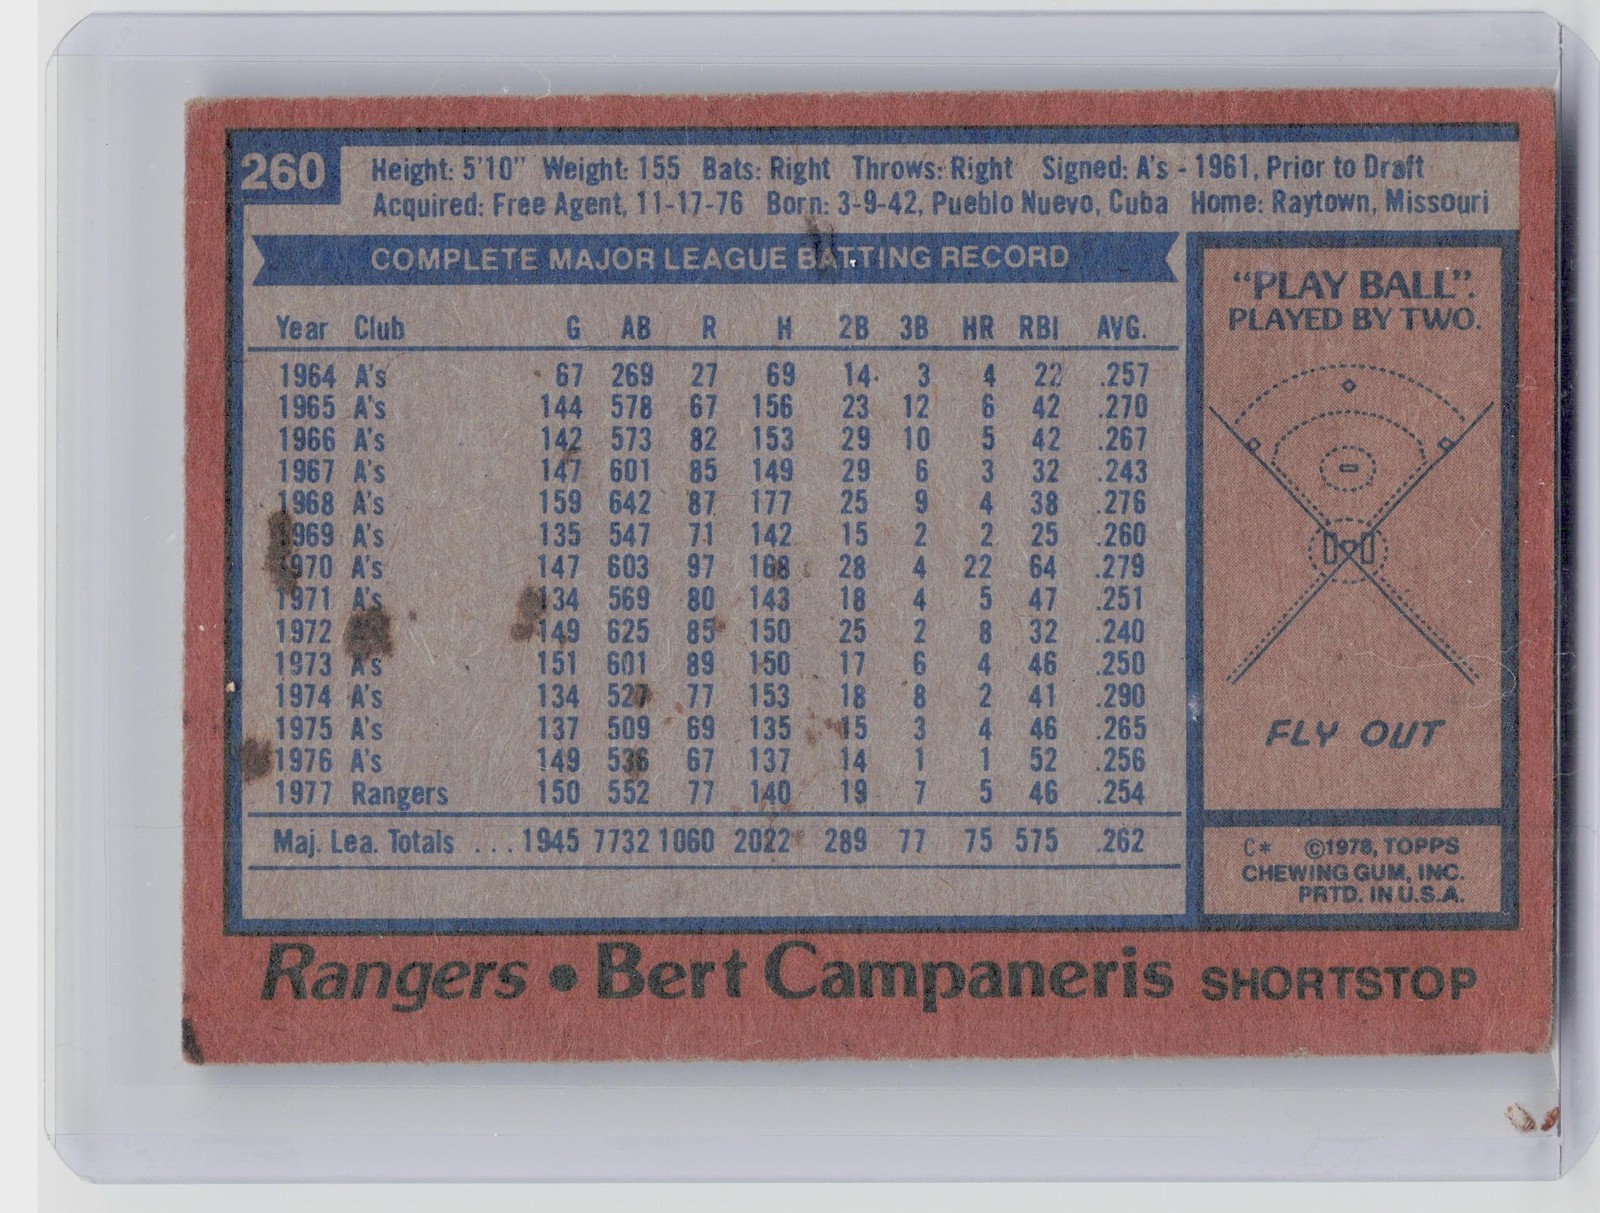 260
Height: 5'10" Weight: 155 Bats: Right Throws: Right Signed: A's - 1961, Prior to Draft
Acquired: Free Agent, 11-17-76 Born: 3-9-42, Pueblo Nuevo, Cuba Home: Raytown, Missouri
COMPLETE MAJOR LEAGUE BATTING RECORD
Year Club G AB R H 2B 3B HR RBI AVG.
1964 A's 67 269 27 69 14 3 4 22 .257
1965 A's 144 578 67 156 23 12 6 42 .270
1966 A's 142 573 82 153 29 10 5 42 .267
1967 A's 147 601 85 149 29 6 3 32 .243
1968 A's 159 642 87 177 25 9 4 38 .276
1969 A's 135 547 71 142 15 2 2 25 .260
1970 A's 147 603 97 168 28 4 22 64 .279
1971 A's 134 569 80 143 18 4 5 47 .251
1972 149 625 85 150 25 2 8 32 .240
1973 A's 151 601 89 150 17 6 4 46 .250
1974 A's 134 527 77 153 18 8 2 41 .290
1975 A's 137 509 69 135 15 3 4 46 .265
1976 A's 149 536 67 137 14 1 1 52 .256
1977 Rangers 150 552 77 140 19 7 5 46 .254
Maj. Lea. Totals ... 1945 7732 1060 2022 289 77 75 575 .262
"PLAY BALL".
PLAYED BY TWO.
FLY OUT
C* ©1978, TOPPS
CHEWING GUM, INC.
PRTD. IN U.S.A.
Rangers • Bert Campaneris SHORTSTOP